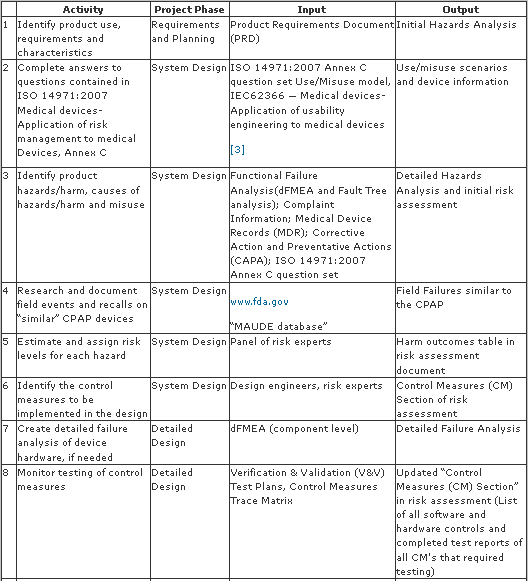 Activity Project Phase Input Output
1 Identify product use, requirements and characteristics
Requirements and Planning
Product Requirements Document (PRD)
Initial Hazards Analysis
2 Complete answers to questions contained in ISO 14971:2007 Medical devices- Application of risk management to medical Devices, Annex C
System Design
ISO 14971:2007 Annex C question set Use/Misuse model, IEC62366 — Medical devices- Application of usability engineering to medical devices
[3]
Use/misuse scenarios and device information
3 Identify product hazards/harm, causes of hazards/harm and misuse
System Design
Functional Failure Analysis(dFMEA and Fault Tree analysis); Complaint Information; Medical Device Records (MDR); Corrective Action and Preventative Actions (CAPA); ISO 14971:2007 Annex C question set
Detailed Hazards Analysis and initial risk assessment
4 Research and document field events and recalls on "similar" CPAP devices
System Design
www.fda.gov
"MAUDE database"
Field Failures similar to the CPAP
5 Estimate and assign risk levels for each hazard
System Design
Panel of risk experts
Harm outcomes table in risk assessment document
6 Identify the control measures to be implemented in the design
System Design
Design engineers, risk experts
Control Measures (CM) Section of risk assessment
7 Create detailed failure analysis of device hardware, if needed
Detailed Design
dFMEA (component level)
Detailed Failure Analysis
8 Monitor testing of control measures
Detailed Design
Verification & Validation (V&V) Test Plans, Control Measures Trace Matrix
Updated "Control Measures (CM) Section" in risk assessment (List of all software and hardware controls and completed test reports of all CM's that required testing)